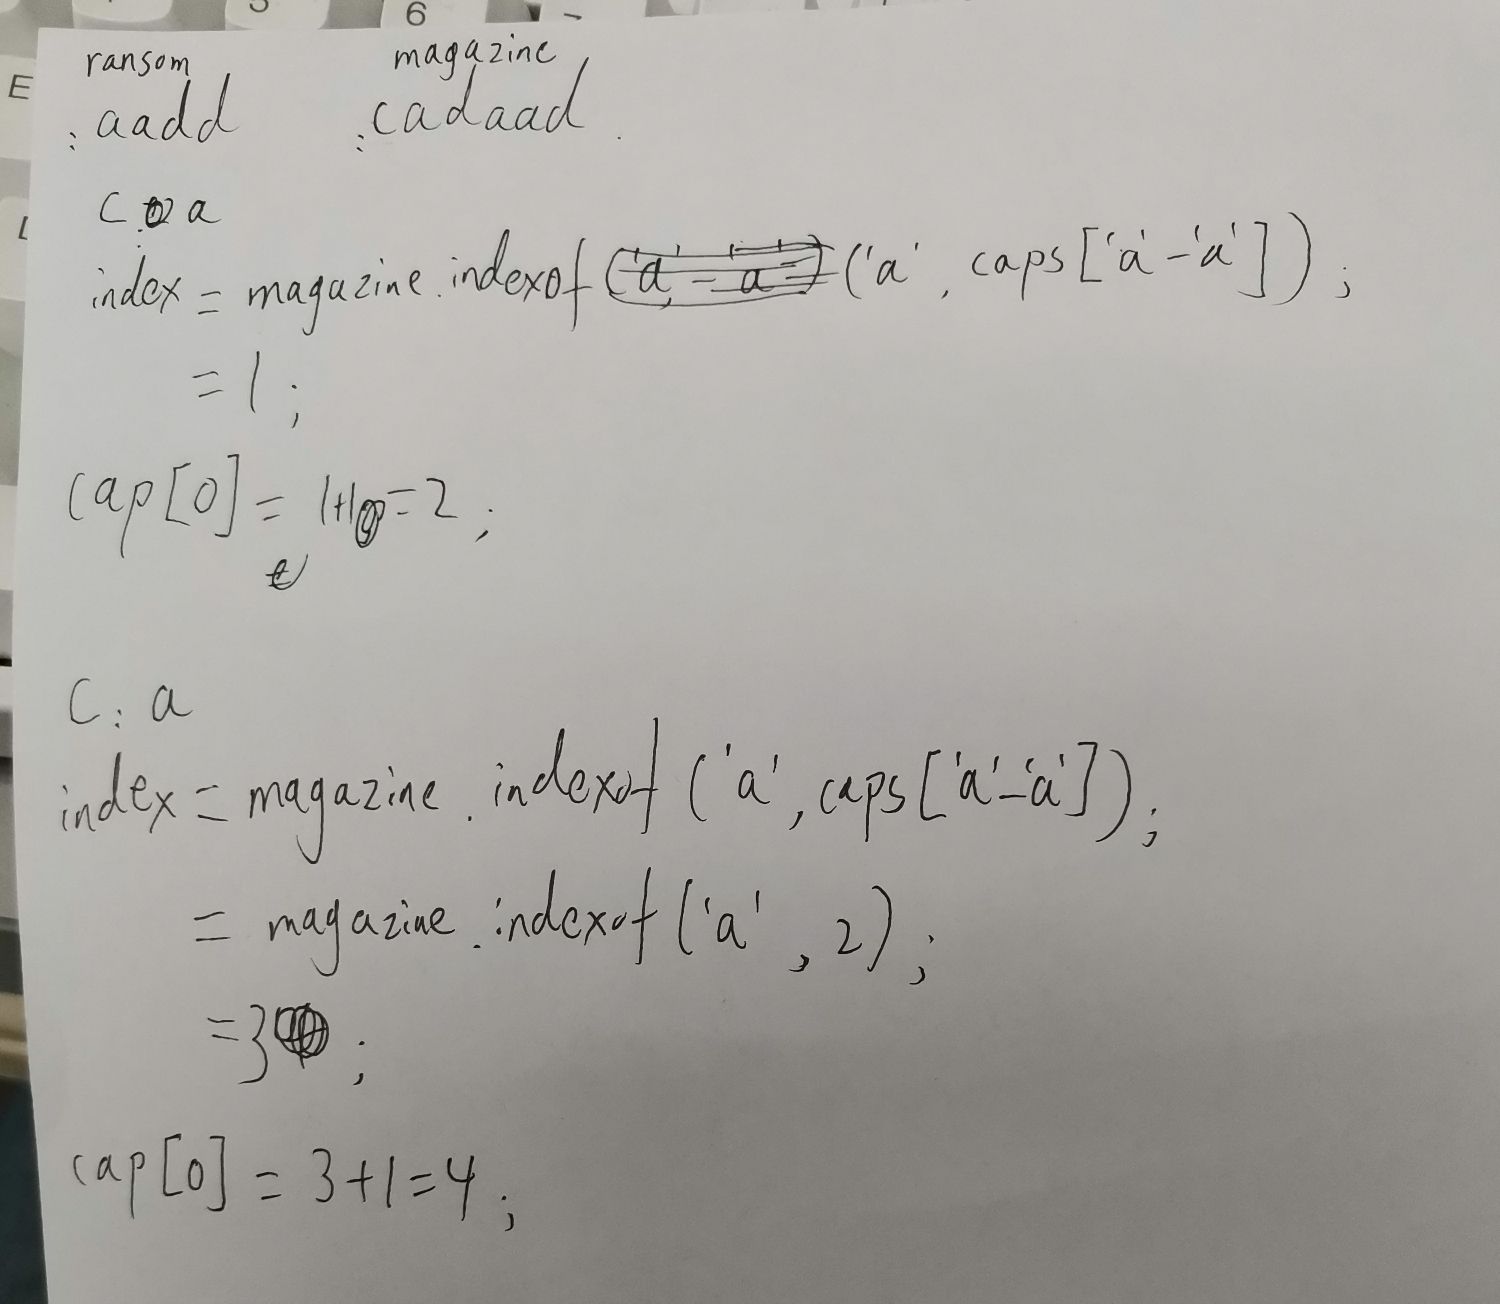 6
E
ransom magazine
: aadd : cadaad.
C: a
index = magazine.indexof ('a', caps['a'-'a']);
= 1;
cap[0] = 1+1=2;
C: a
index = magazine.indexof('a', caps['a'-'a']);
= magazine.indexof('a', 2);
=3;
cap[0] = 3+1=4;